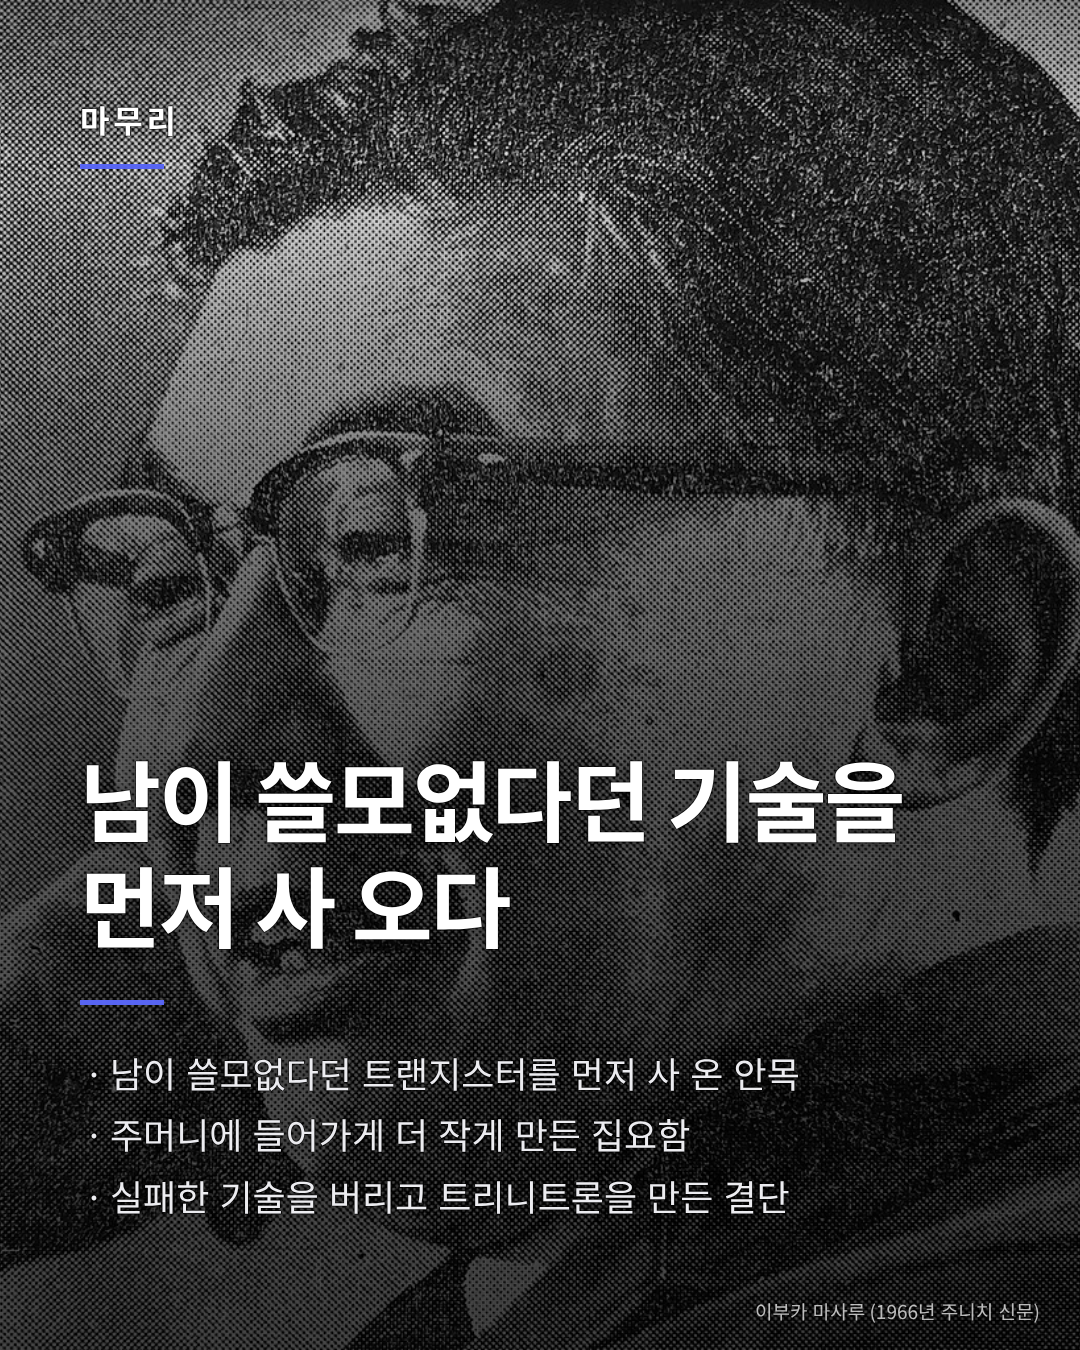 마무리
남이 쓸모없다던 기술을
먼저 사 오다
· 남이 쓸모없다던 트랜지스터를 먼저 사 온 안목
· 주머니에 들어가게 더 작게 만든 집요함
· 실패한 기술을 버리고 트리니트론을 만든 결단
이부카 마사루 (1966년 주니치 신문)